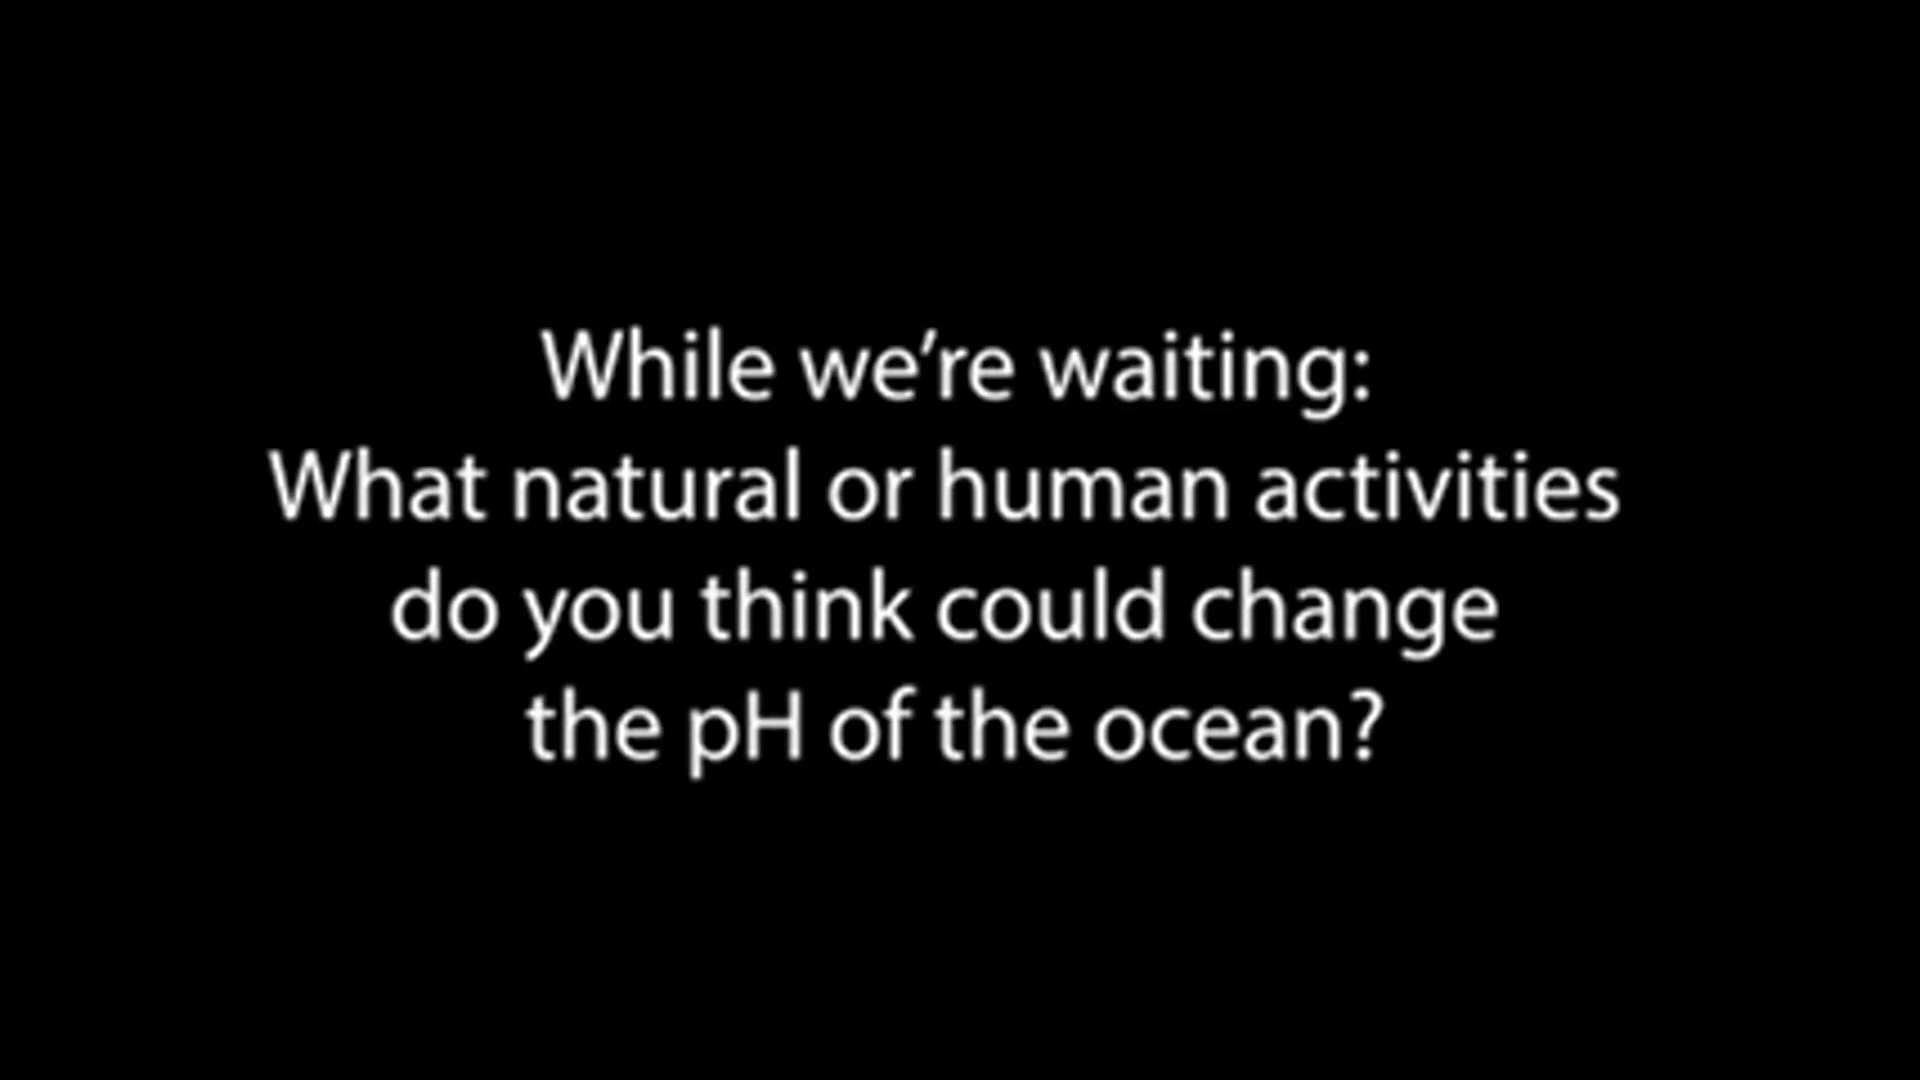 While we’re waiting:
What natural or human activities
do you think could change
the pH of the ocean?